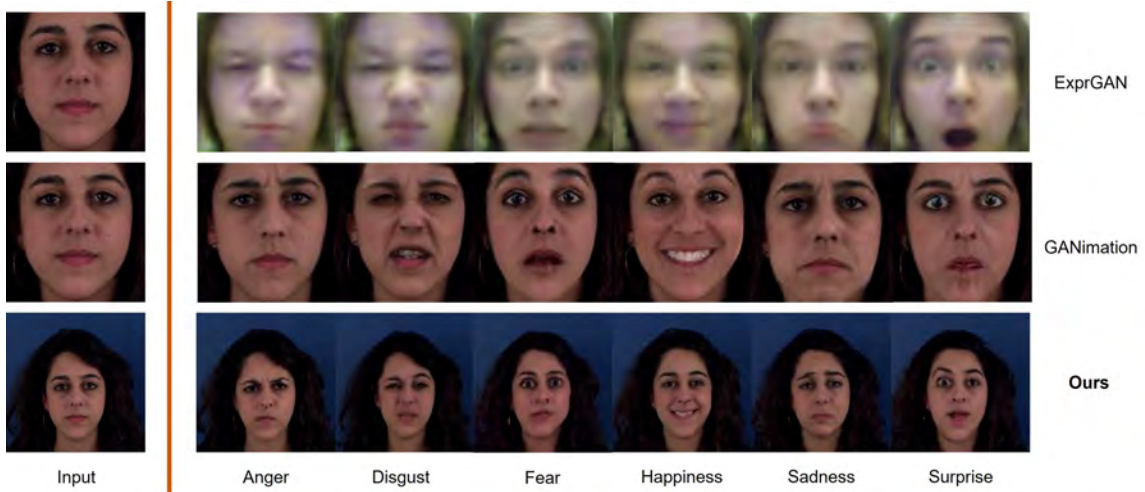 ExprGAN
GANimation
Ours
Input Anger Disgust Fear Happiness Sadness Surprise